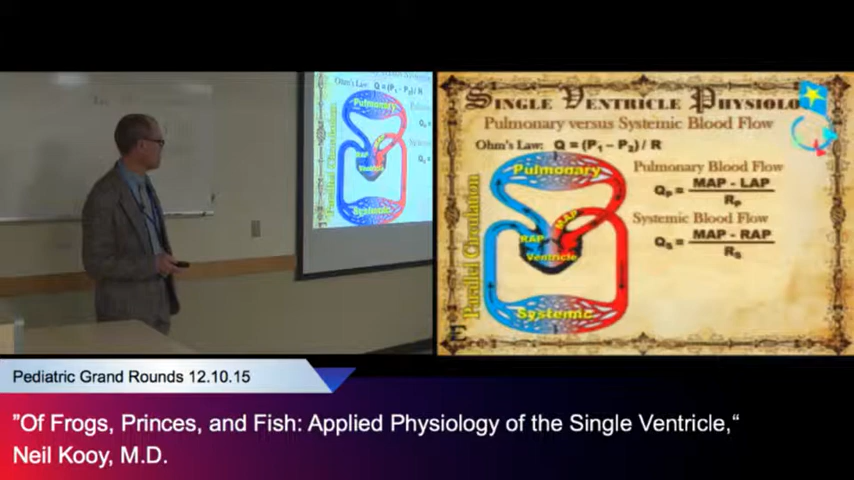 SINGLE VENTRICLE PHYSIOLO
Pulmonary versus Systemic Blood Flow
Ohm's Law: Q = (P₁ – P₂) / R
Parallel Circulation
Pulmonary
RAP
MAP
Ventricle
Systemic
Pulmonary Blood Flow
Qₚ = MAP - LAP
Rₚ
Systemic Blood Flow
Qₛ = MAP - RAP
Rₛ
Ohm's Law: Q = (P₁ – P₂) / R
Parallel Circulation
Pulmonary
RAP
Ventricle
Systemic
Pediatric Grand Rounds 12.10.15
"Of Frogs, Princes, and Fish: Applied Physiology of the Single Ventricle,“
Neil Kooy, M.D.